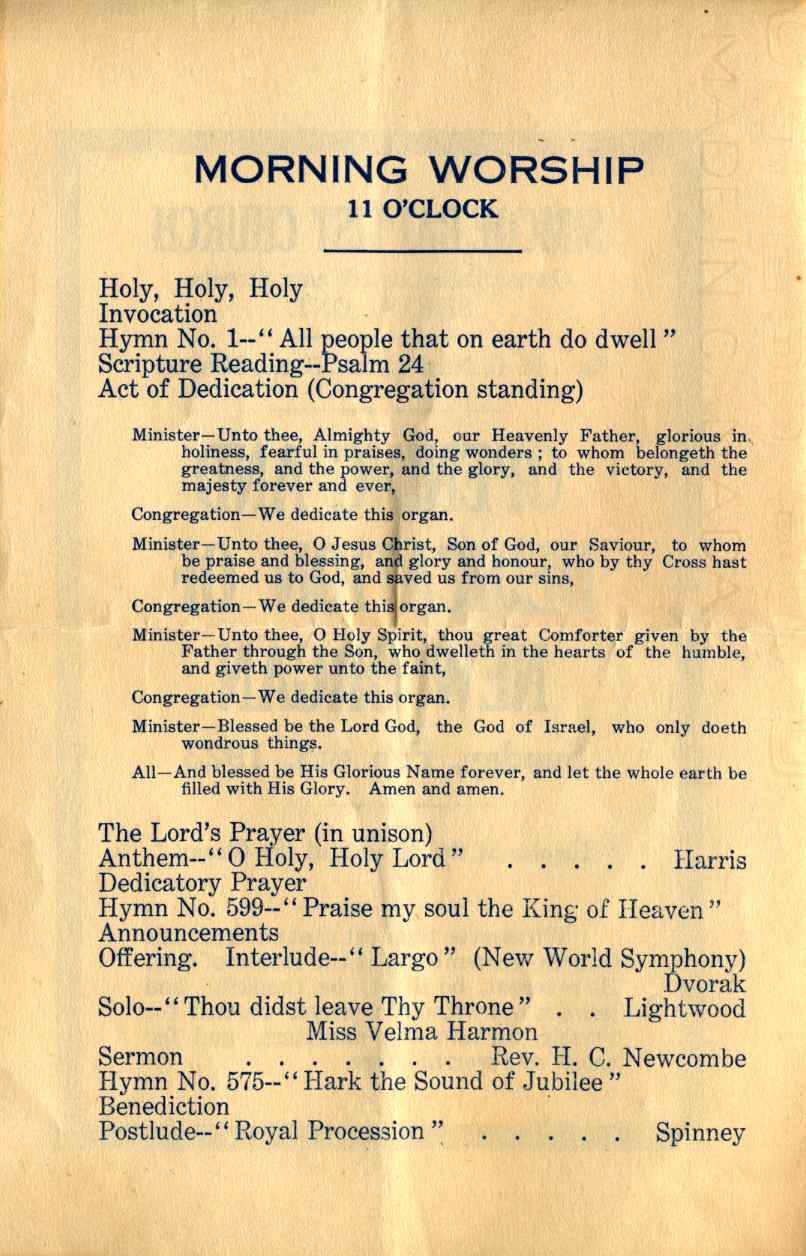 MORNING WORSHIP
11 O'CLOCK
Holy, Holy, Holy
Invocation
Hymn No. 1--“ All people that on earth do dwell ”
Scripture Reading--Psalm 24
Act of Dedication (Congregation standing)
Minister—Unto thee, Almighty God, our Heavenly Father, glorious in
holiness, fearful in praises, doing wonders ; to whom belongeth the
greatness, and the power, and the glory, and the victory, and the
majesty forever and ever,
Congregation—We dedicate this organ.
Minister—Unto thee, O Jesus Christ, Son of God, our Saviour, to whom
be praise and blessing, and glory and honour, who by thy Cross hast
redeemed us to God, and saved us from our sins,
Congregation—We dedicate this organ.
Minister—Unto thee, O Holy Spirit, thou great Comforter given by the
Father through the Son, who dwelleth in the hearts of the humble,
and giveth power unto the faint,
Congregation—We dedicate this organ.
Minister—Blessed be the Lord God, the God of Israel, who only doeth
wondrous things.
All—And blessed be His Glorious Name forever, and let the whole earth be
filled with His Glory. Amen and amen.
The Lord's Prayer (in unison)
Anthem--“ O Holy, Holy Lord ” . . . . . Harris
Dedicatory Prayer
Hymn No. 599--“ Praise my soul the King of Heaven ”
Announcements
Offering. Interlude--“ Largo ” (New World Symphony)
Dvorak
Solo--“ Thou didst leave Thy Throne ” . . Lightwood
Miss Velma Harmon
Sermon . . . . . . . Rev. H. C. Newcombe
Hymn No. 575--“ Hark the Sound of Jubilee ”
Benediction
Postlude--“ Royal Procession ” . . . . . Spinney